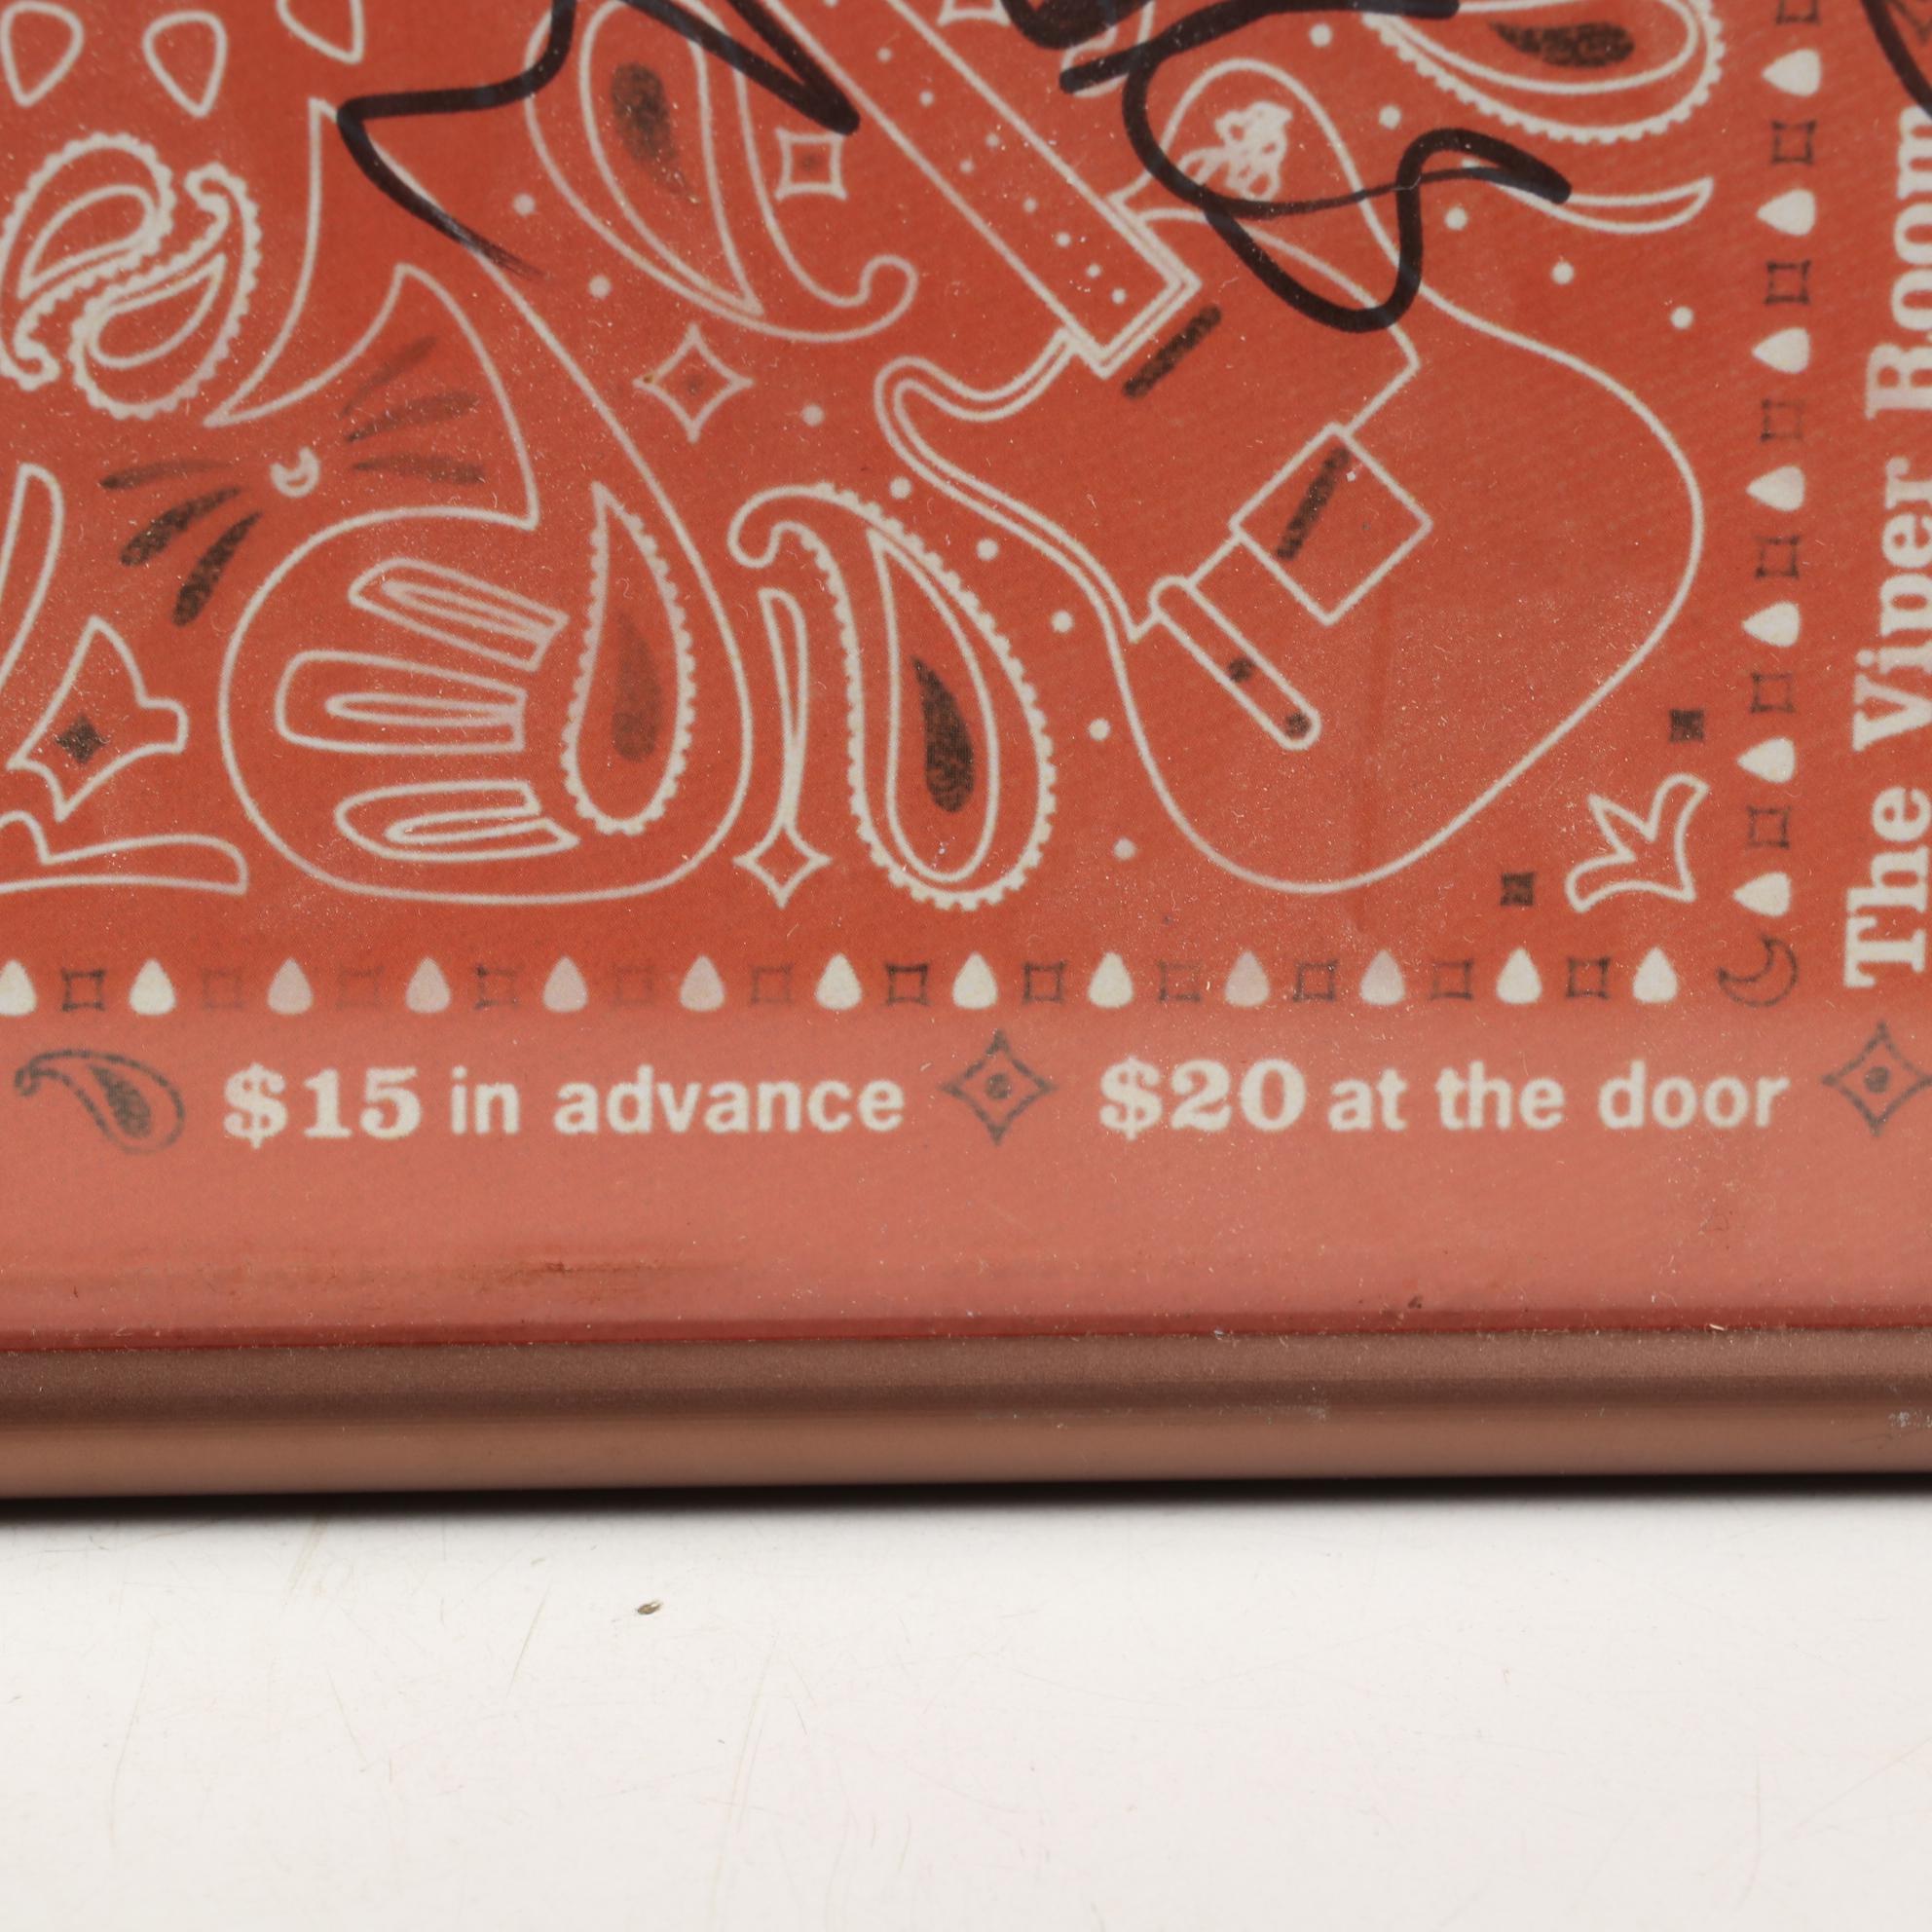 The Viper Room
$15 in advance $20 at the door